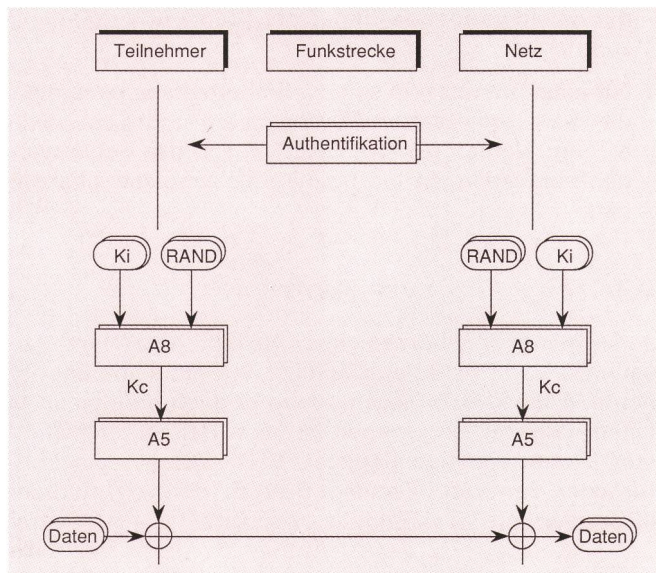 Teilnehmer Funkstrecke Netz
Authentifikation
Ki RAND RAND Ki
A8 A8
Kc Kc
A5 A5
Daten Daten